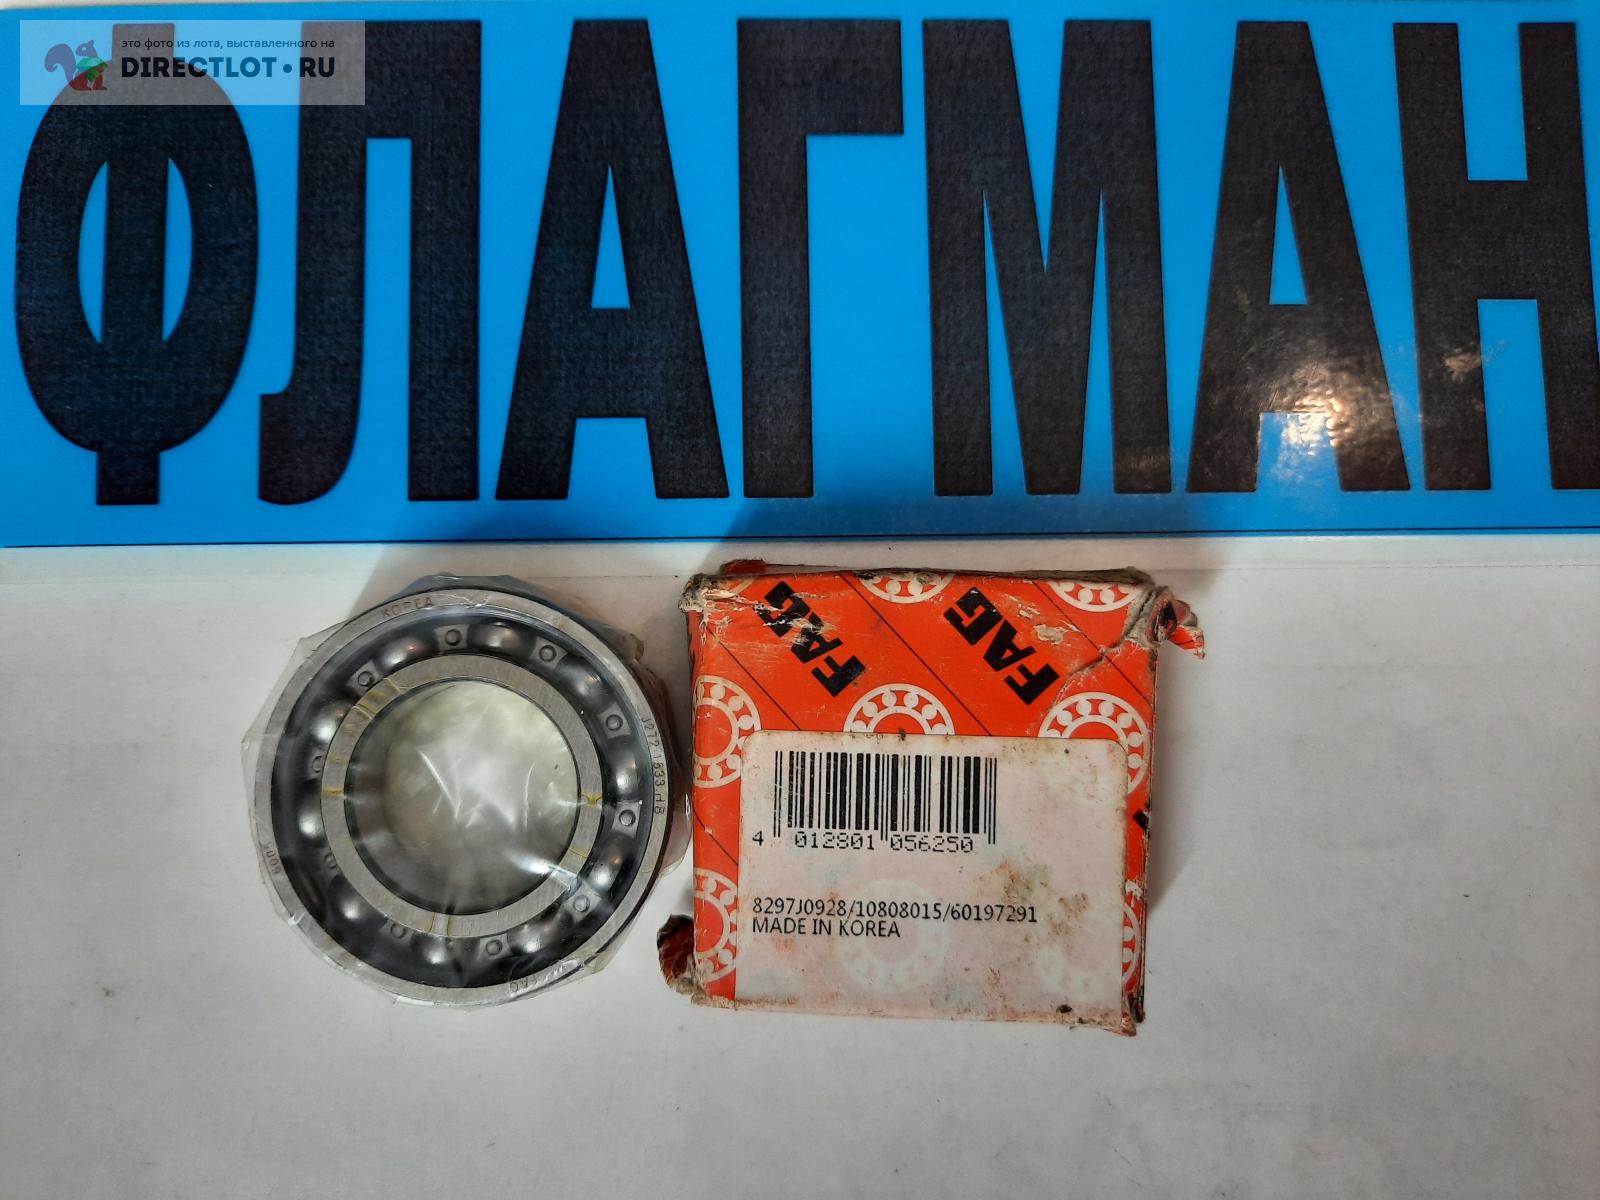 это фото из лота, выставленного на
DIRECTLOT.RU
ФЛАГМАН
KOREA
FAG
FAG
FAG
4 012801 056250
8297J0928/10808015/60197291
MADE IN KOREA